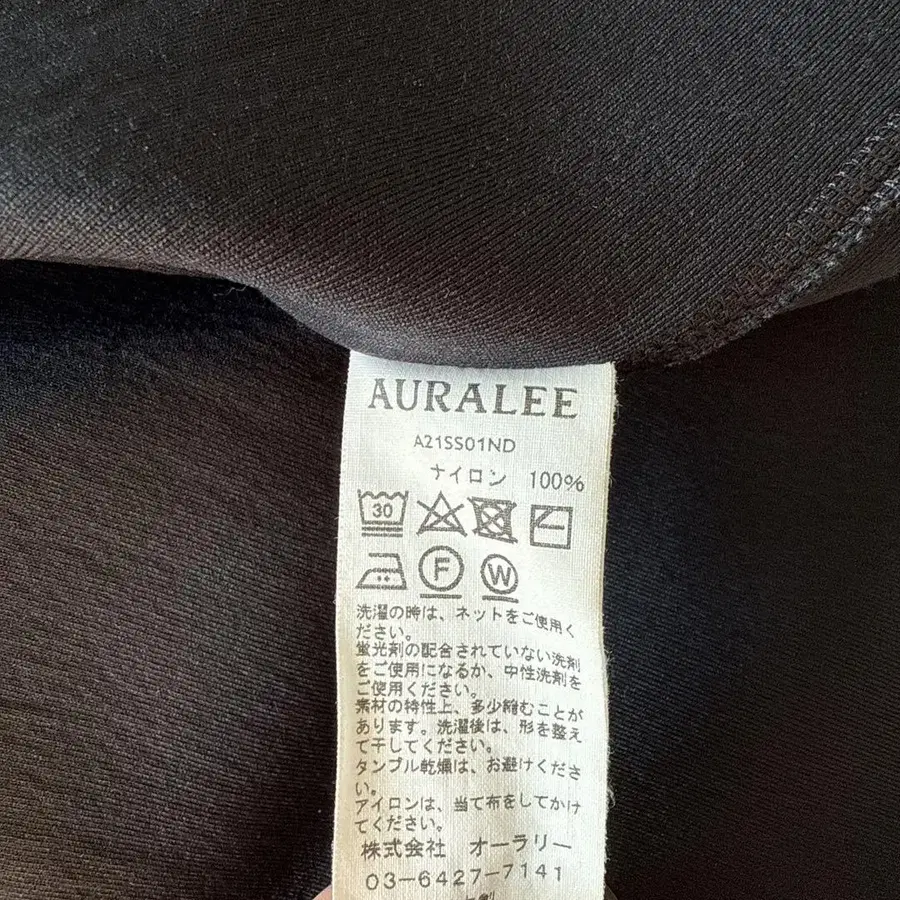 AURALEE
A21SS01ND
ナイロン 100%
30
F W
洗濯の時は、ネットをご使用く
ださい。
蛍光剤の配合されていない洗剤
をご使用になるか、中性洗剤を
ご使用ください。
素材の特性上、多少縮むことが
あります。洗濯後は、形を整え
て干してください。
タンブル乾燥は、お避けくださ
い。
アイロンは、当て布をしてかけ
てください。
株式会社 オーラリー
03-6427-7141